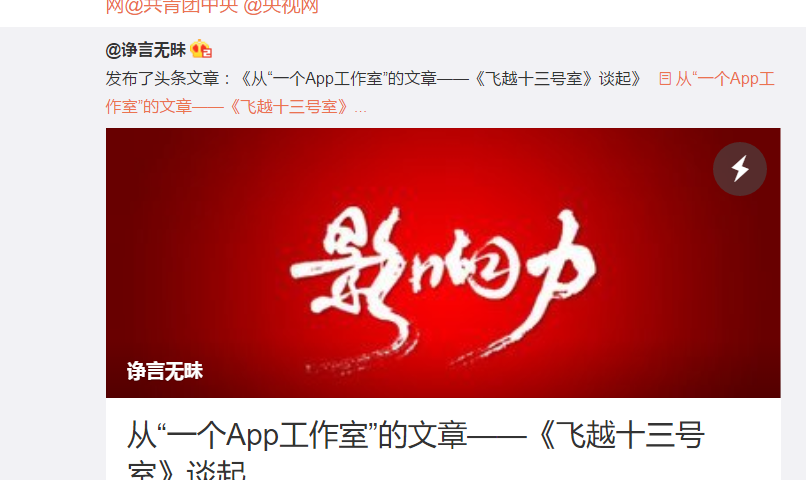 网@共青团中央 @央视网
@诤言无昧
发布了头条文章：《从“一个App工作室”的文章——《飞越十三号室》谈起》 从“一个App工
作室”的文章——《飞越十三号室》...
影响力
诤言无昧
从“一个App工作室”的文章——《飞越十三号
室》谈起